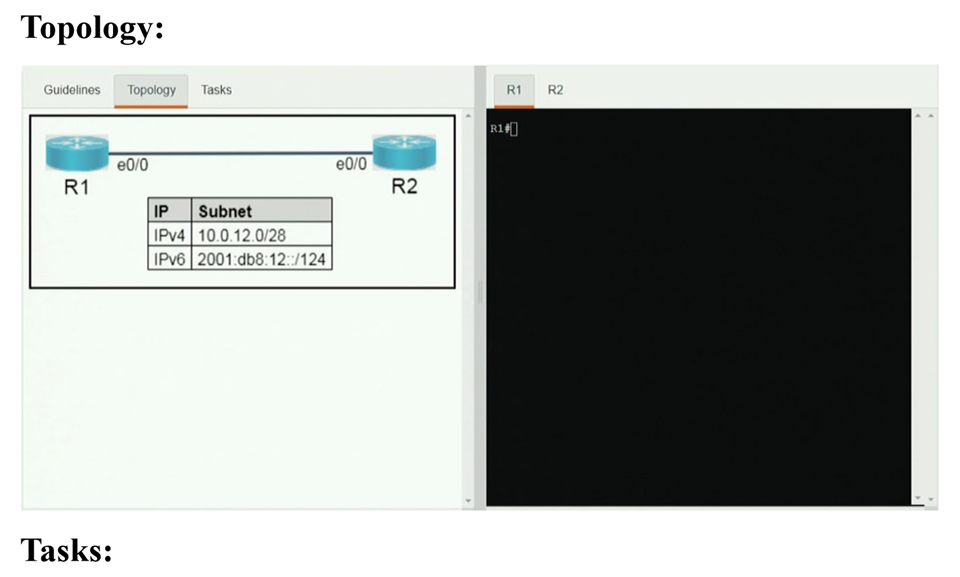 Topology:
Guidelines Topology Tasks
R1 R2
R1#
e0/0 e0/0
R1 R2
IP Subnet
IPv4 10.0.12.0/28
IPv6 2001:db8:12::/124
Tasks: